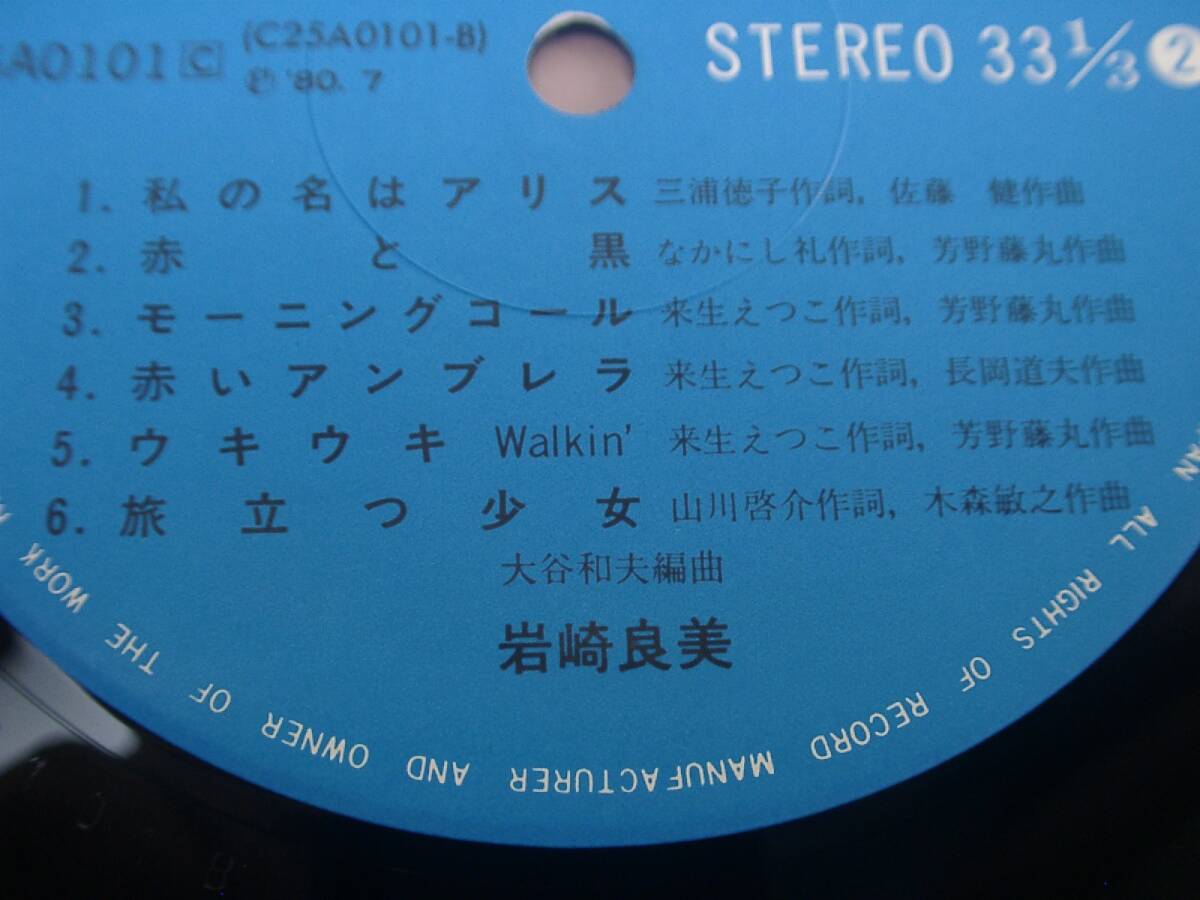 A0101 C (C25A0101-B)
℗ '80. 7
STEREO 33 1/3 2
1. 私の名はアリス 三浦徳子作詞, 佐藤 健作曲
2. 赤と黒 なかにし礼作詞, 芳野藤丸作曲
3. モーニングコール 来生えつこ作詞, 芳野藤丸作曲
4. 赤いアンブレラ 来生えつこ作詞, 長岡道夫作曲
5. ウキウキ Walkin' 来生えつこ作詞, 芳野藤丸作曲
6. 旅立つ少女 山川啓介作詞, 木森敏之作曲
大谷和夫編曲
岩崎良美
ALL RIGHTS OF RECORD MANUFACTURER AND OWNER OF THE WORK